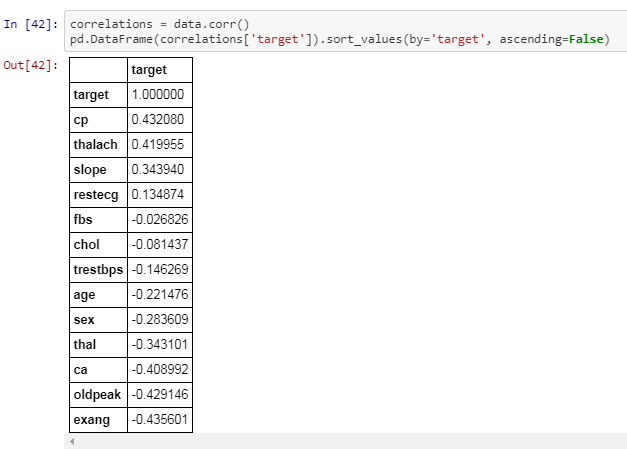 In [42]: correlations = data.corr()
pd.DataFrame(correlations['target']).sort_values(by='target', ascending=False)
Out[42]:
target
target 1.000000
cp 0.432080
thalach 0.419955
slope 0.343940
restecg 0.134874
fbs -0.026826
chol -0.081437
trestbps -0.146269
age -0.221476
sex -0.283609
thal -0.343101
ca -0.408992
oldpeak -0.429146
exang -0.435601